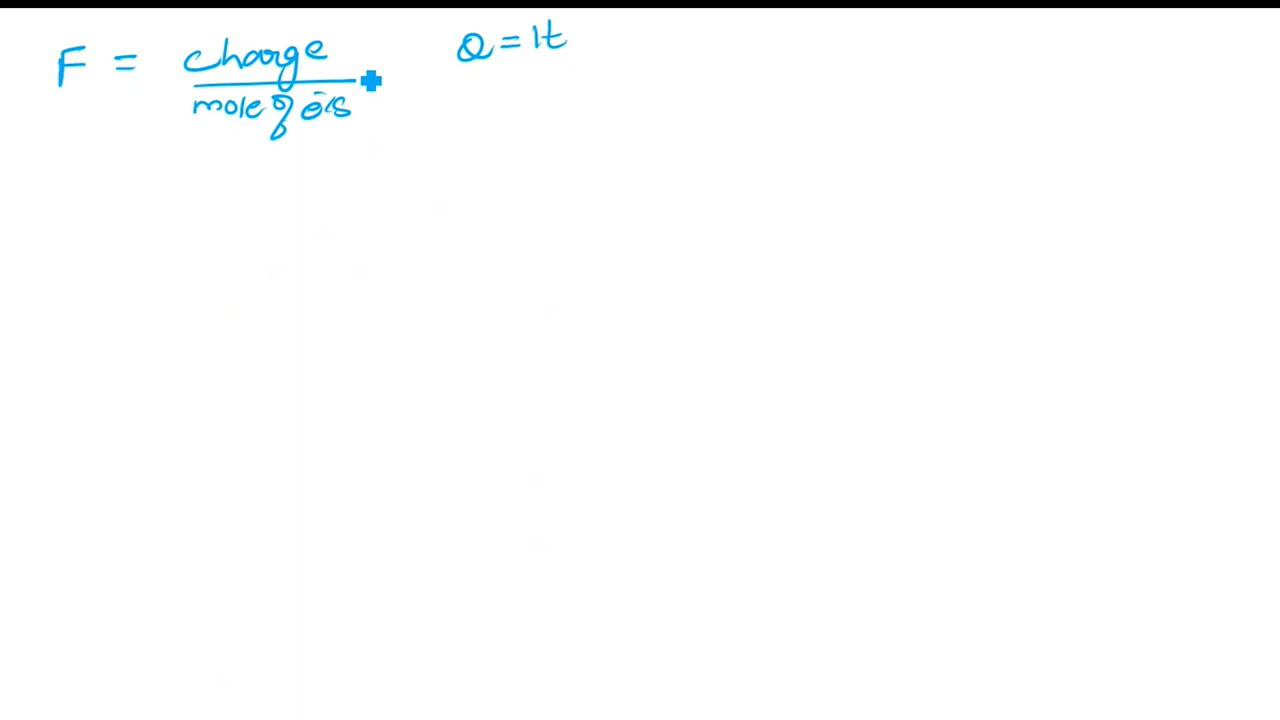 F = charge / mole of e⁻s
Q = It